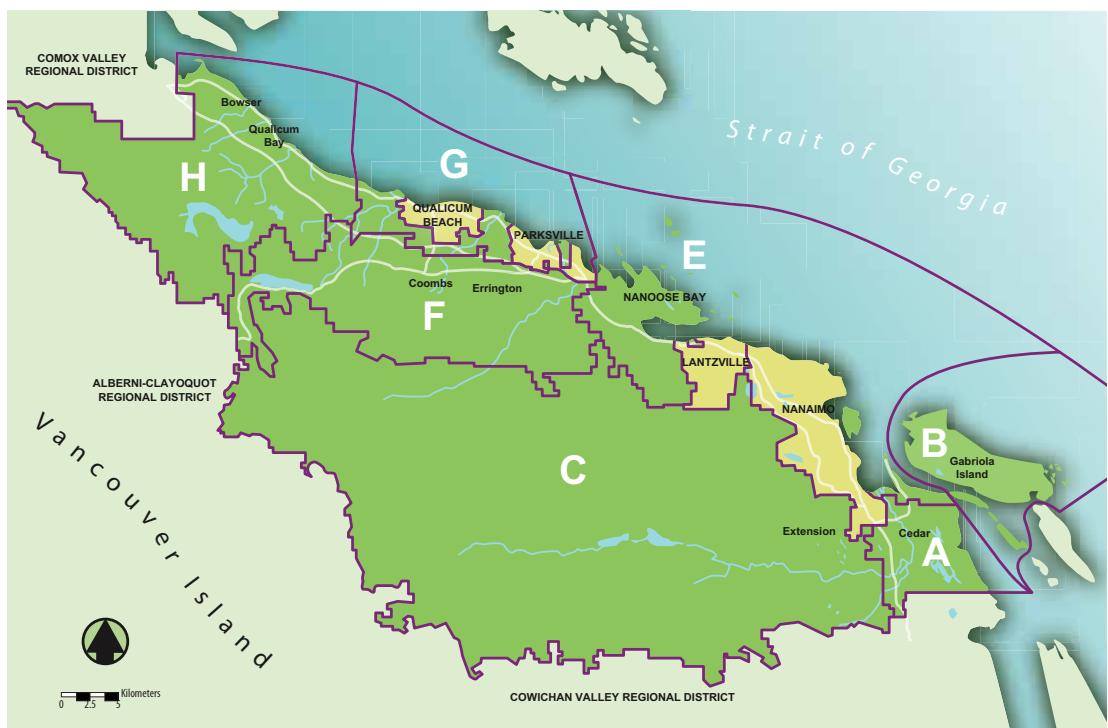 COMOX VALLEY
REGIONAL DISTRICT
Bowser
Qualicum
Bay
H
G
Strait of Georgia
QUALICUM
BEACH
PARKSVILLE
E
Coombs
Errington
NANOOSE BAY
F
LANTZVILLE
ALBERNI-CLAYOQUOT
REGIONAL DISTRICT
NANAIMO
Vancouver Island
C
B
Gabriola
Island
Extension
Cedar
A
Kilometers
0 2.5 5
COWICHAN VALLEY REGIONAL DISTRICT